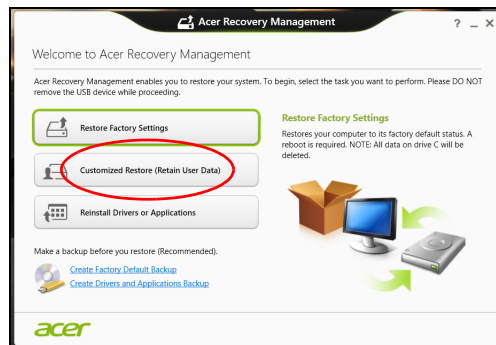 Acer Recovery Management
Welcome to Acer Recovery Management
Acer Recovery Management enables you to restore your system. To begin, select the task you want to perform. Please DO NOT
remove the USB device while proceeding.
Restore Factory Settings
Customized Restore (Retain User Data)
Reinstall Drivers or Applications
Restore Factory Settings
Restores your computer to its factory default status. A
reboot is required. NOTE: All data on drive C will be
deleted.
Make a backup before you restore (Recommended).
Create Factory Default Backup
Create Drivers and Applications Backup
acer